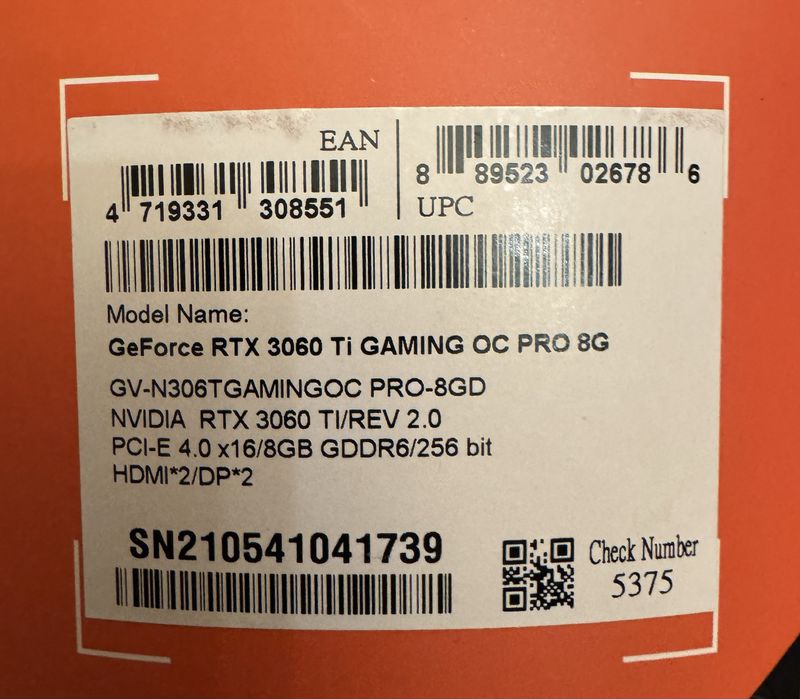 EAN
4 719331 308551
8 89523 02678 6
UPC
Model Name:
GeForce RTX 3060 Ti GAMING OC PRO 8G
GV-N306TGAMINGOC PRO-8GD
NVIDIA RTX 3060 TI/REV 2.0
PCI-E 4.0 x16/8GB GDDR6/256 bit
HDMI*2/DP*2
SN210541041739
Check Number
5375